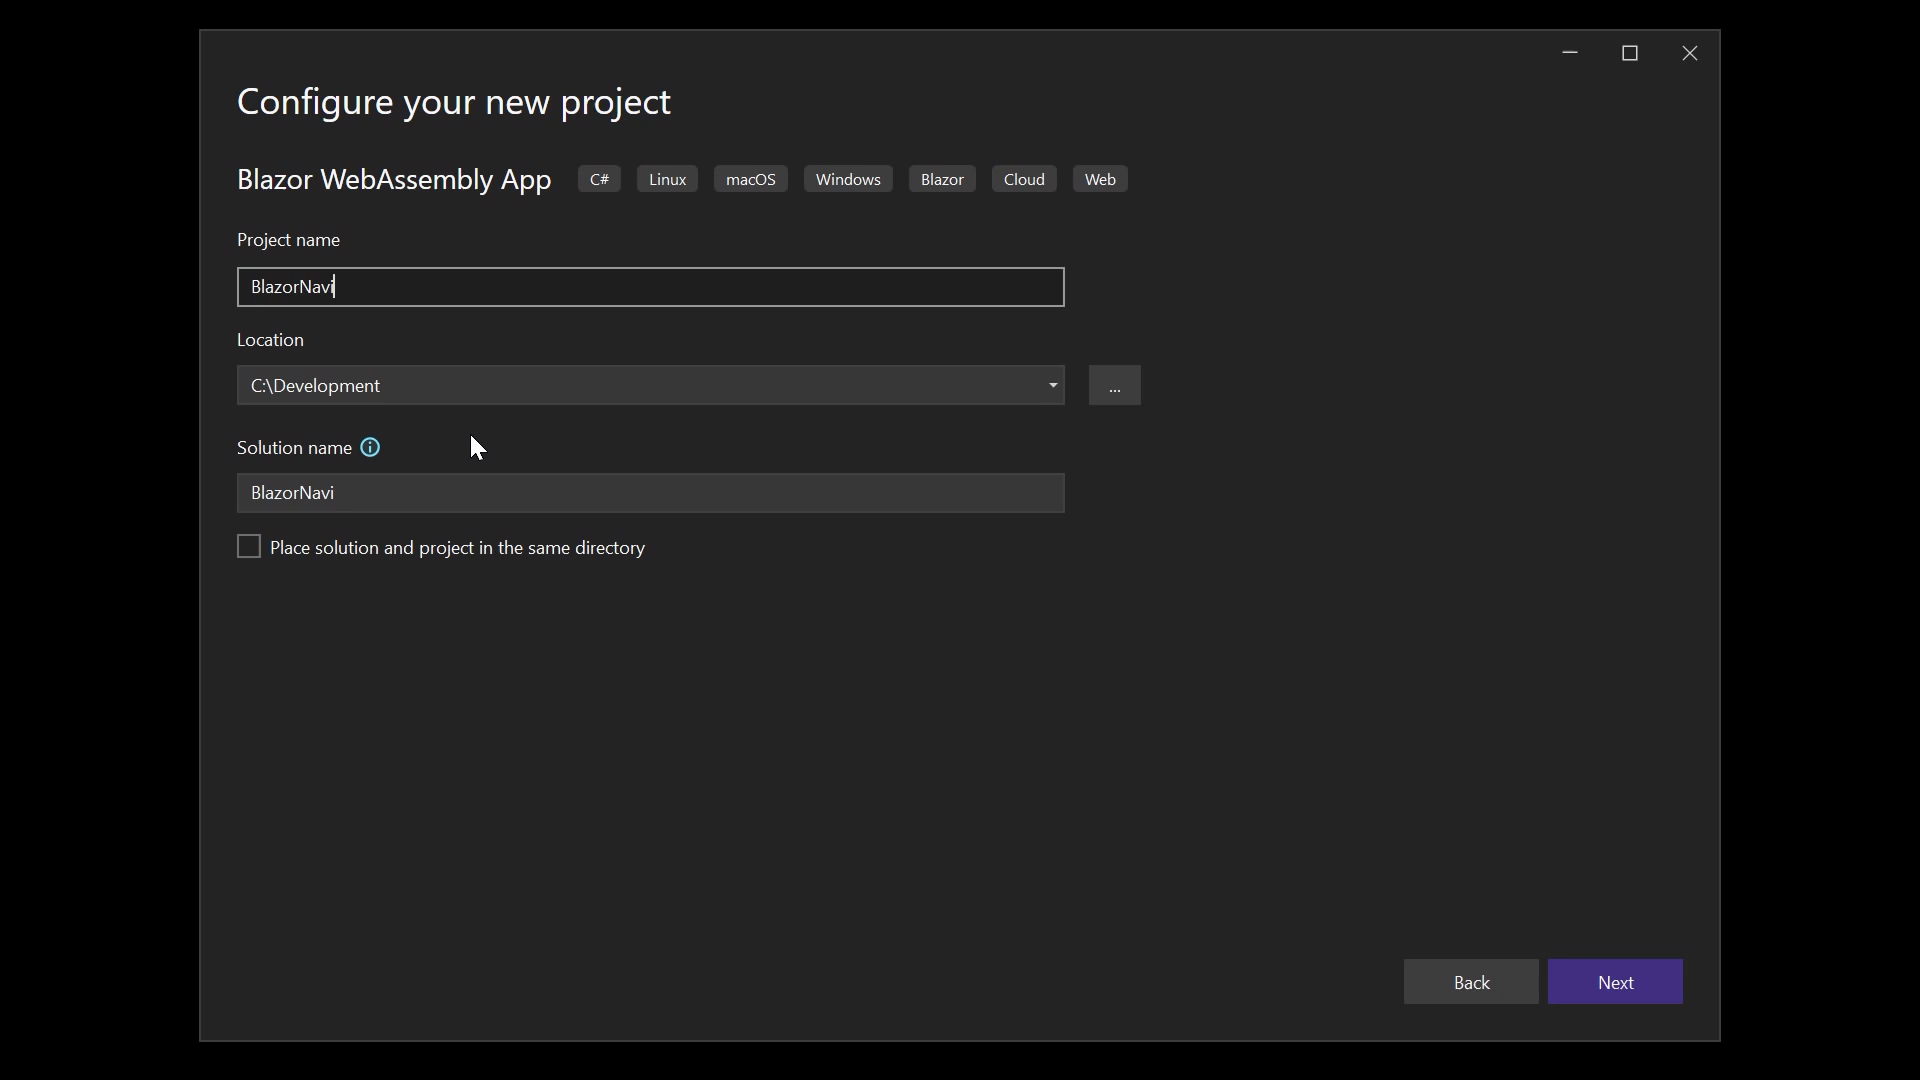 Configure your new project
Blazor WebAssembly App C# Linux macOS Windows Blazor Cloud Web
Project name
BlazorNavi
Location
C:\Development
...
Solution name
BlazorNavi
Place solution and project in the same directory
Back Next